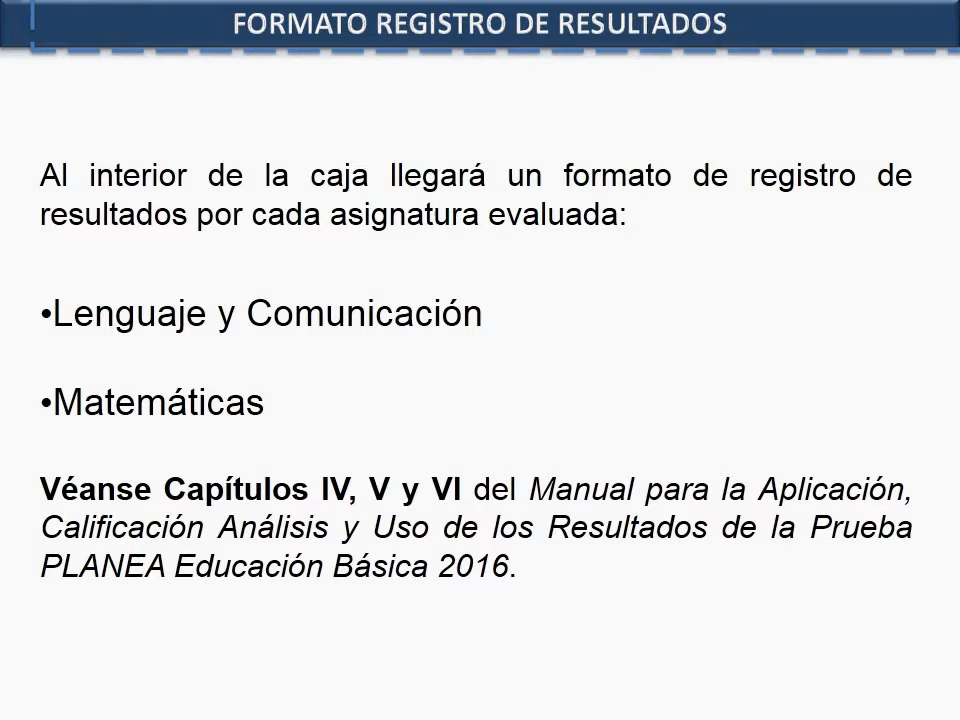 FORMATO REGISTRO DE RESULTADOS
Al interior de la caja llegará un formato de registro de
resultados por cada asignatura evaluada:
•Lenguaje y Comunicación
•Matemáticas
Véanse Capítulos IV, V y VI del Manual para la Aplicación,
Calificación Análisis y Uso de los Resultados de la Prueba
PLANEA Educación Básica 2016.